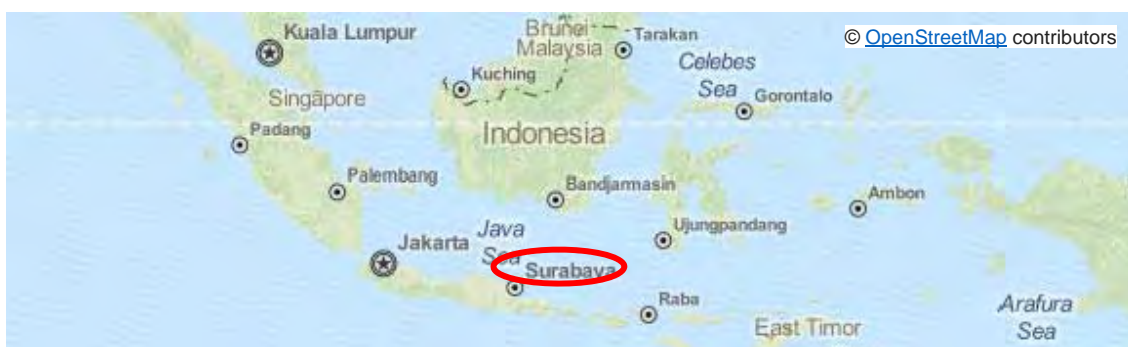 Kuala Lumpur
Brunei
Tarakan
© OpenStreetMap contributors
Malaysia
Celebes
Sea
Kuching
Singäpore
Gorontalo
Padang
Indonesia
Palembang
Bandjarmasin
Ambon
Java
Sea
Ujungpandang
Jakarta
Surabaya
Raba
East Timor
Arafura
Sea